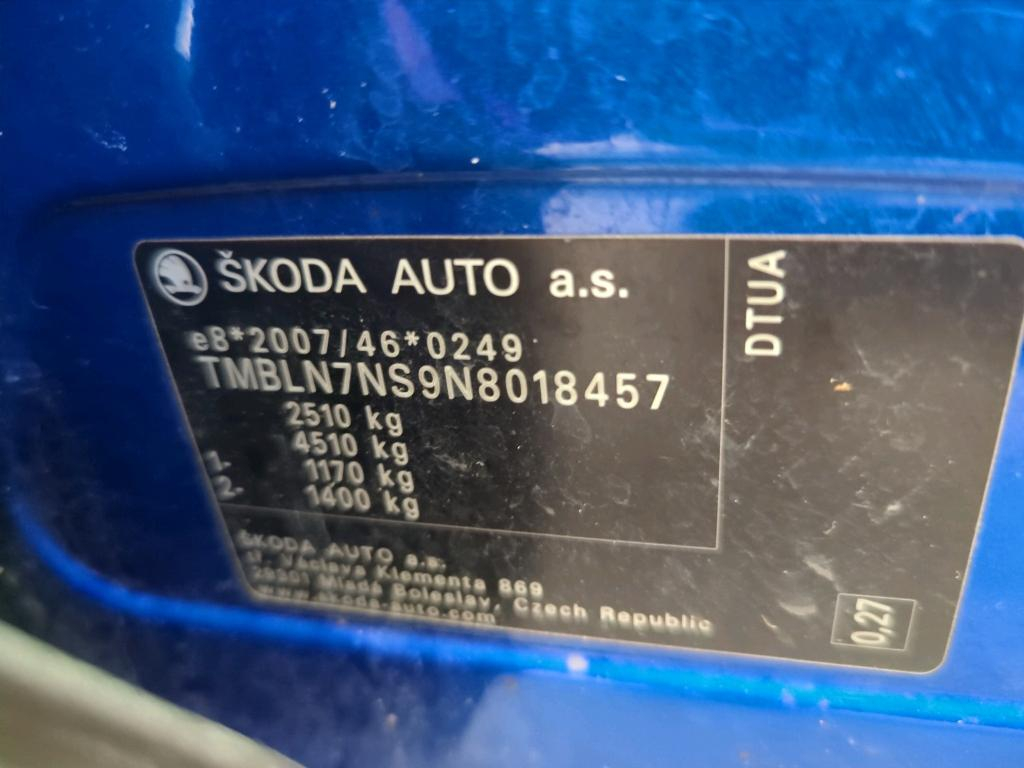 ŠKODA AUTO a.s.
e8*2007/46*0249
TMBLN7NS9N8018457
2510 kg
4510 kg
1. 1170 kg
2. 1400 kg
ŠKODA AUTO a.s.
tř. Václava Klementa 869
29301 Mladá Boleslav, Czech Republic
www.skoda-auto.com
DTUA
0,27